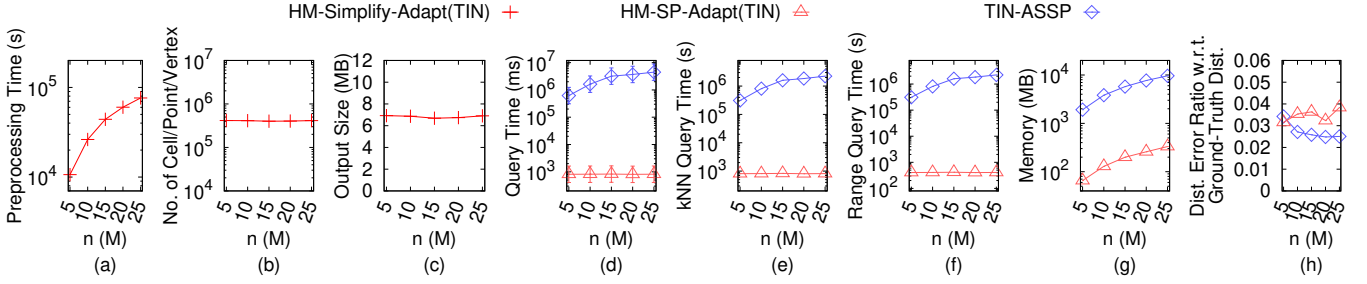 HM-Simplify-Adapt(TIN) HM-SP-Adapt(TIN) TIN-ASSP
Preprocessing Time (s)
10^5
10^4
5 10 15 20 25
n (M)
(a)
No. of Cell/Point/Vertex
10^7
10^6
10^5
10^4
5 10 15 20 25
n (M)
(b)
Output Size (MB)
12
10
8
6
4
2
0
5 10 15 20 25
n (M)
(c)
Query Time (ms)
10^7
10^6
10^5
10^4
10^3
5 10 15 20 25
n (M)
(d)
kNN Query Time (s)
10^6
10^5
10^4
10^3
5 10 15 20 25
n (M)
(e)
Range Query Time (s)
10^6
10^5
10^4
10^3
10^2
5 10 15 20 25
n (M)
(f)
Memory (MB)
10^4
10^3
10^2
5 10 15 20 25
n (M)
(g)
Dist. Error Ratio w.r.t.
Ground-Truth Dist.
0.06
0.05
0.04
0.03
0.02
0.01
0
5 10 15 20 25
n (M)
(h)